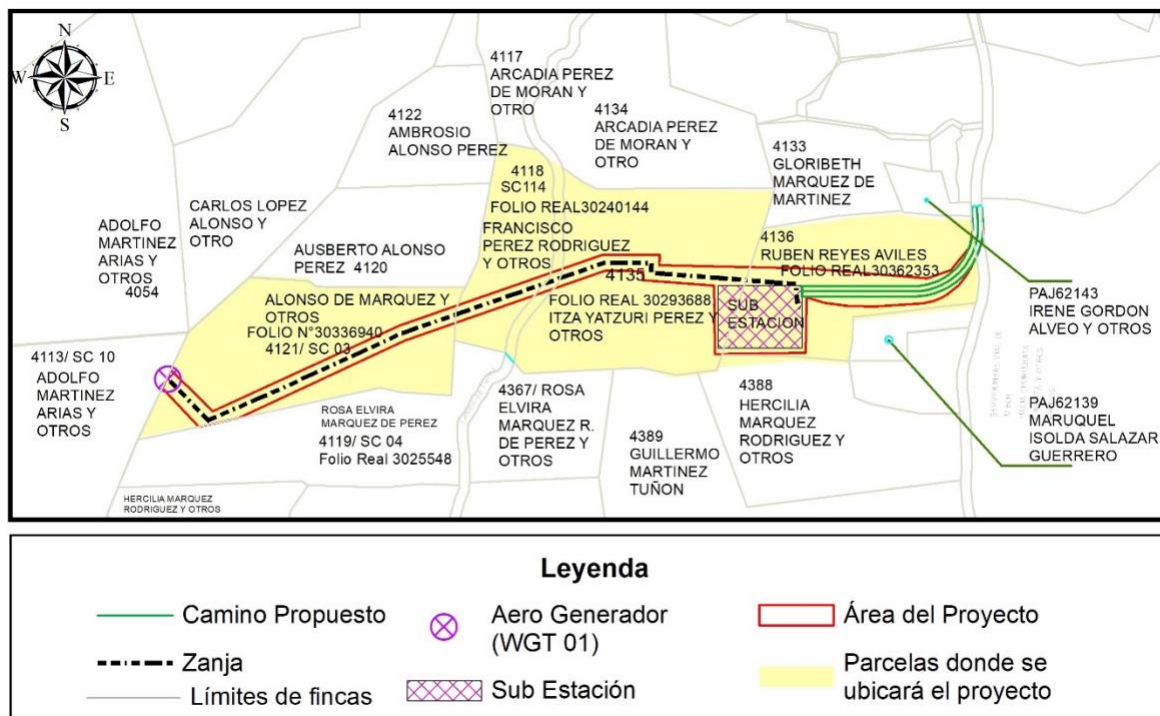 N
W E
S
4117
ARCADIA PEREZ
DE MORAN Y
OTRO
4122
AMBROSIO
ALONSO PEREZ
4134
ARCADIA PEREZ
DE MORAN Y
OTRO
4133
GLORIBETH
MARQUEZ DE
MARTINEZ
4118
SC114
FOLIO REAL30240144
FRANCISCO
PEREZ RODRIGUEZ
Y OTROS
CARLOS LOPEZ
ALONSO Y
OTRO
ADOLFO
MARTINEZ
ARIAS Y
OTROS
4054
AUSBERTO ALONSO
PEREZ 4120
4136
RUBEN REYES AVILES
FOLIO REAL30362353
4135
FOLIO REAL 30293688
ITZA YATZURI PEREZ Y
OTROS
SUB
ESTACION
ALONSO DE MARQUEZ Y
OTROS
FOLIO N°30336940
4121/ SC 03
PAJ62143
IRENE GORDON
ALVEO Y OTROS
4113/ SC 10
ADOLFO
MARTINEZ
ARIAS Y
OTROS
ROSA ELVIRA
MARQUEZ DE PEREZ
4119/ SC 04
Folio Real 3025548
4367/ ROSA
ELVIRA
MARQUEZ R.
DE PEREZ Y
OTROS
4389
GUILLERMO
MARTINEZ
TUÑON
4388
HERCILIA
MARQUEZ
RODRIGUEZ Y
OTROS
PAJ62139
MARUQUEL
ISOLDA SALAZAR
GUERRERO
HERCILIA MARQUEZ
RODRIGUEZ Y OTROS
Leyenda
Camino Propuesto
Zanja
Límites de fincas
Aero Generador
(WGT 01)
Sub Estación
Área del Proyecto
Parcelas donde se
ubicará el proyecto